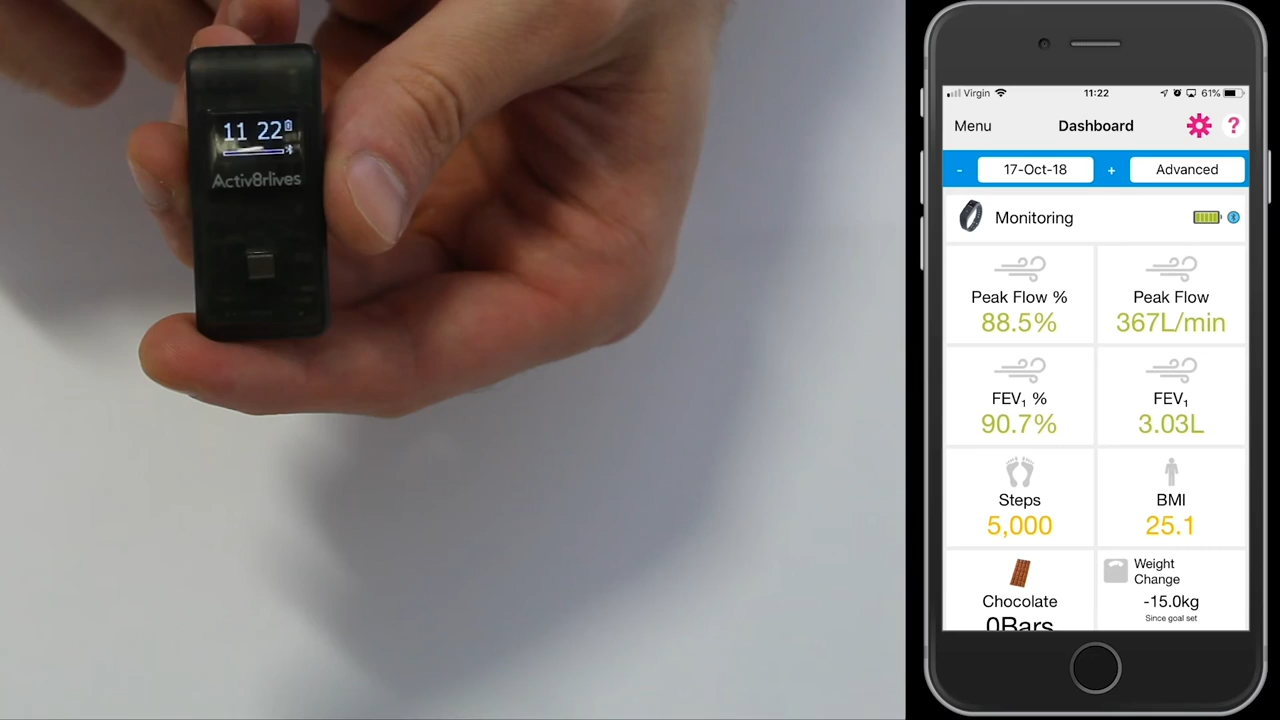 11 22
Activ8rlives
Virgin 11:22 61%
Menu Dashboard ?
- 17-Oct-18 + Advanced
Monitoring
Peak Flow % Peak Flow
88.5% 367L/min
FEV₁ % FEV₁
90.7% 3.03L
Steps BMI
5,000 25.1
Weight
Change
Chocolate -15.0kg
0Bars Since goal set